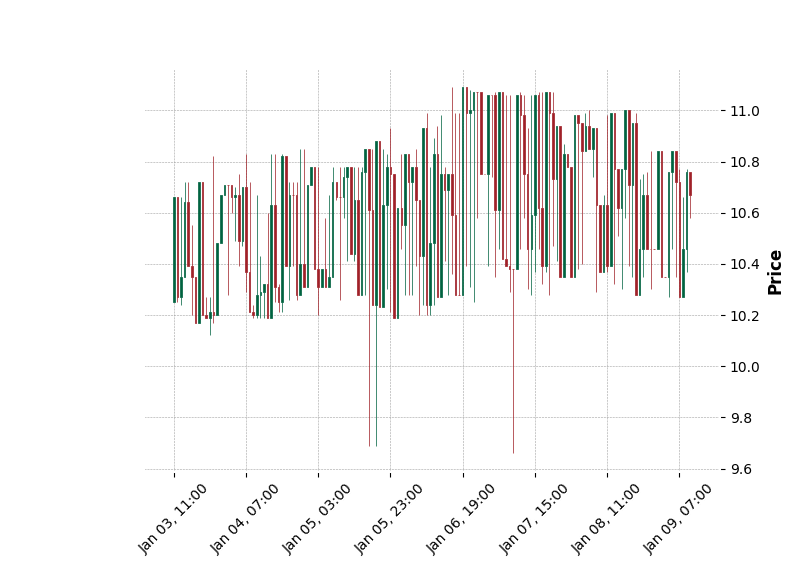 11.0
10.8
10.6
10.4
10.2
10.0
9.8
9.6
Price
Jan 03, 11:00
Jan 04, 07:00
Jan 05, 03:00
Jan 05, 23:00
Jan 06, 19:00
Jan 07, 15:00
Jan 08, 11:00
Jan 09, 07:00